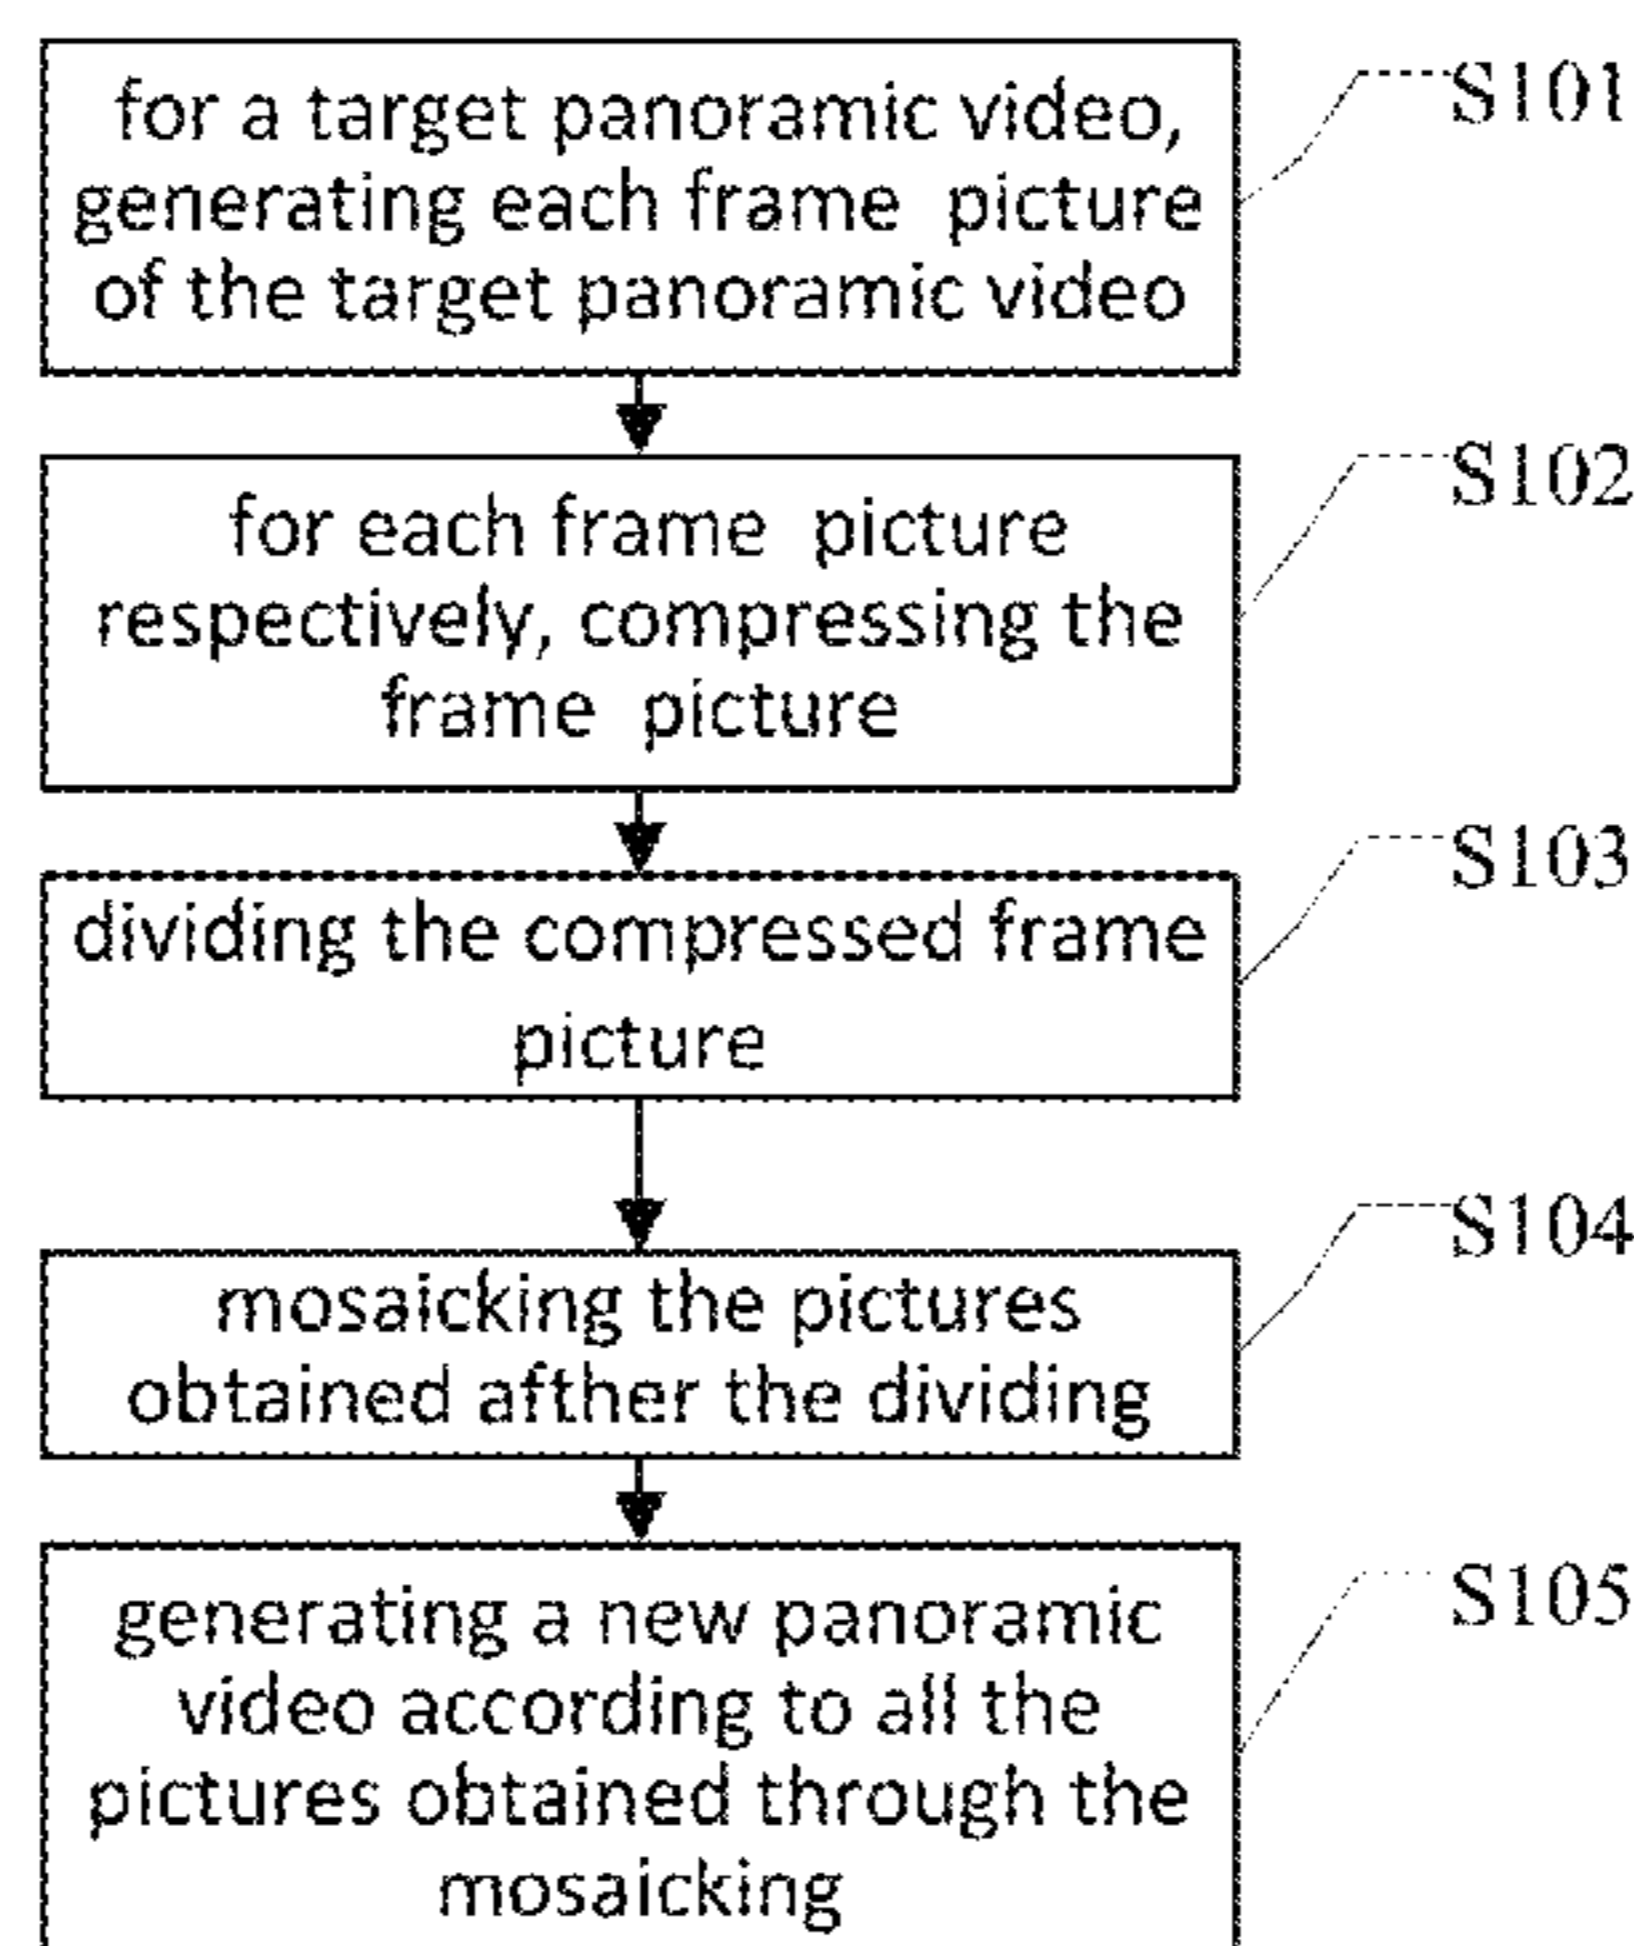 for a target panoramic video,
generating each frame picture
of the target panoramic video
S101
for each frame picture
respectively, compressing the
frame picture
S102
dividing the compressed frame
picture
S103
mosaicking the pictures
obtained afther the dividing
S104
generating a new panoramic
video according to all the
pictures obtained through the
mosaicking
S105